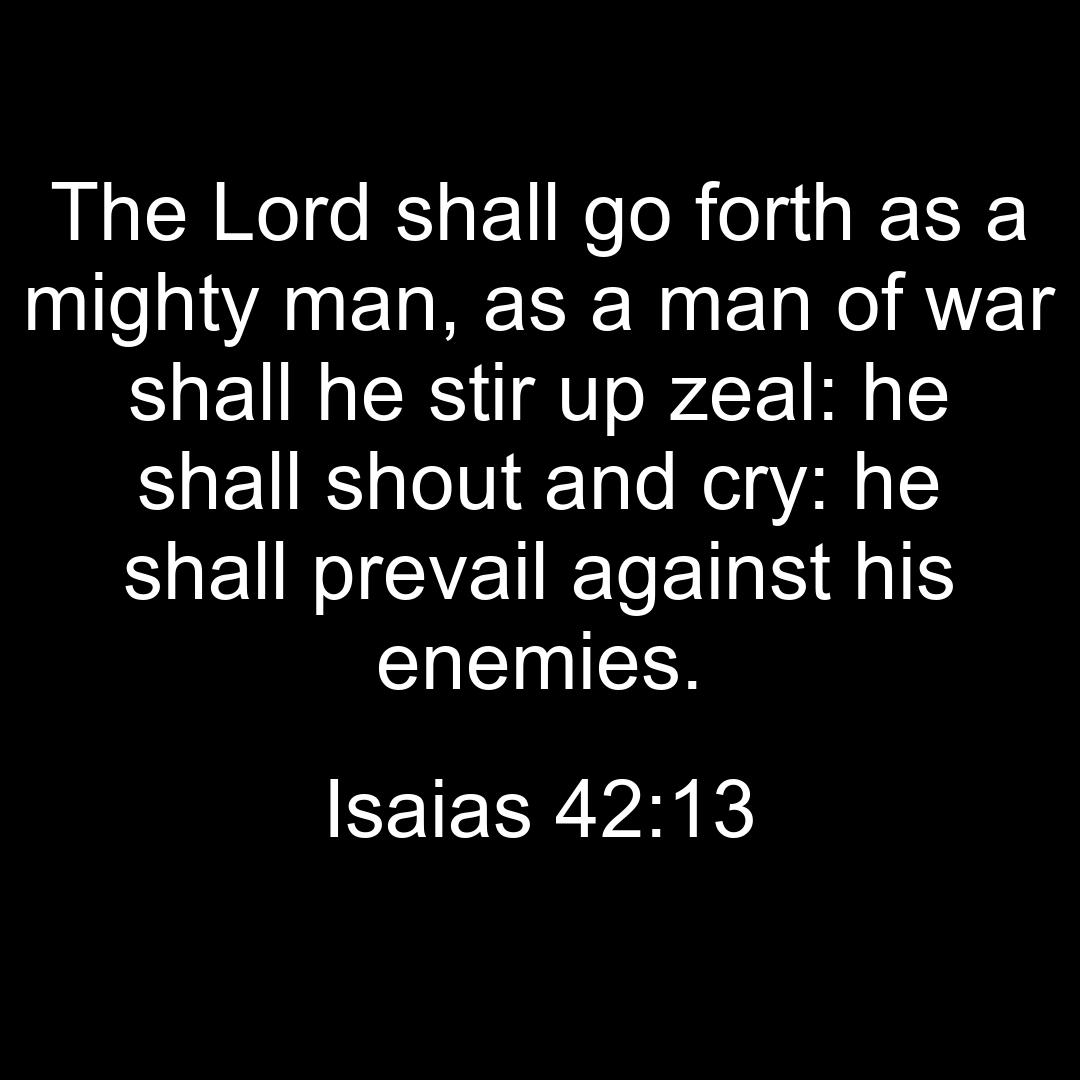 The Lord shall go forth as a
mighty man, as a man of war
shall he stir up zeal: he
shall shout and cry: he
shall prevail against his
enemies.
Isaias 42:13